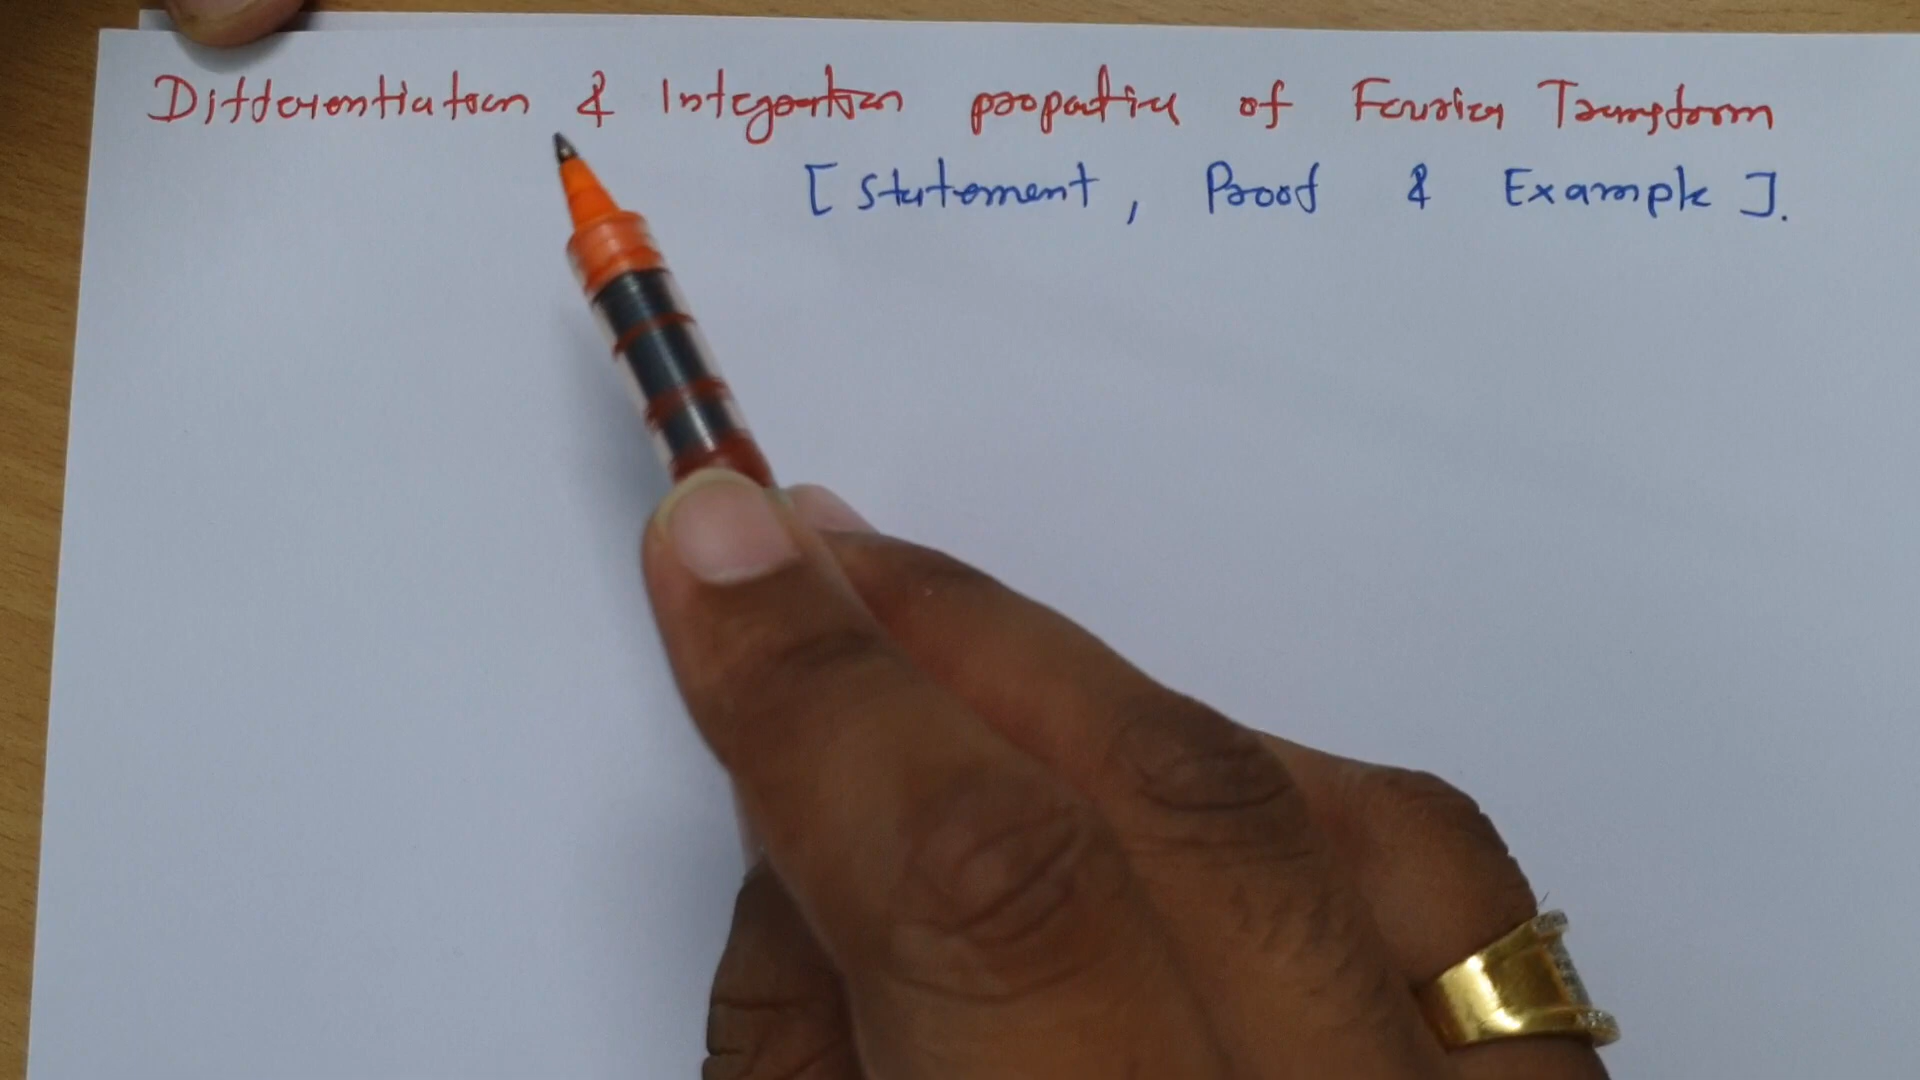 Differentiation & Integration properties of Fourier Transform
[Statement, Proof & Example].